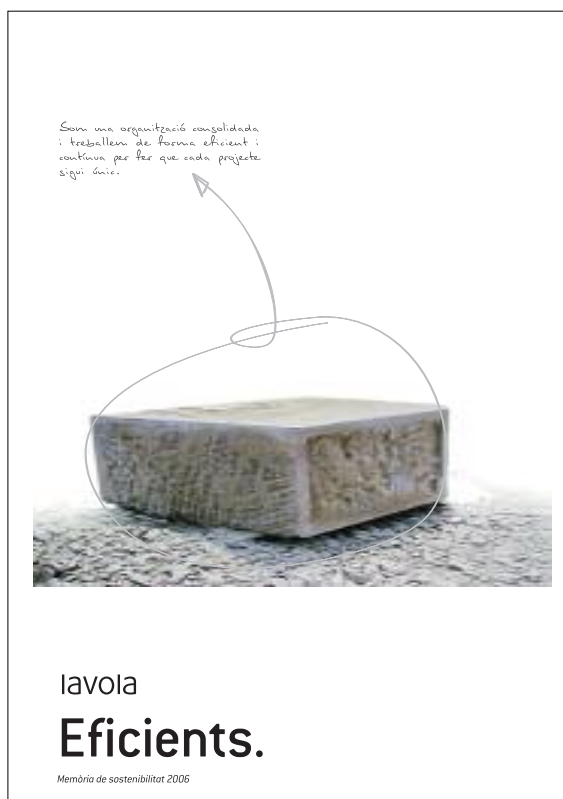 Som una organització consolidada
i treballem de forma eficient i
contínua per fer que cada projecte
sigui únic.
lavola
Eficients.
Memòria de sostenibilitat 2006